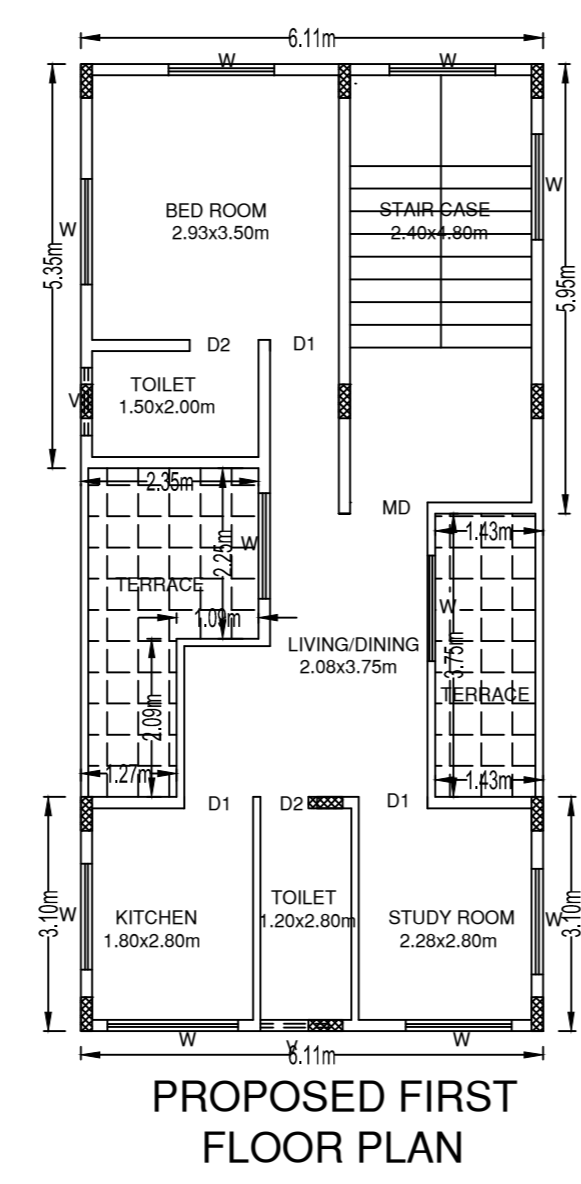 6.11m
W
W
BED ROOM
2.93x3.50m
STAIR CASE
2.40x4.80m
W
W
5.35m
5.95m
D2
D1
TOILET
1.50x2.00m
V
2.35m
MD
1.43m
2.25m
W
TERRACE
1.09m
W
LIVING/DINING
2.08x3.75m
3.75m
TERRACE
2.09m
1.27m
1.43m
D1
D2
D1
3.10m
W
KITCHEN
1.80x2.80m
TOILET
1.20x2.80m
STUDY ROOM
2.28x2.80m
W
3.10m
W
V
W
6.11m
PROPOSED FIRST
FLOOR PLAN